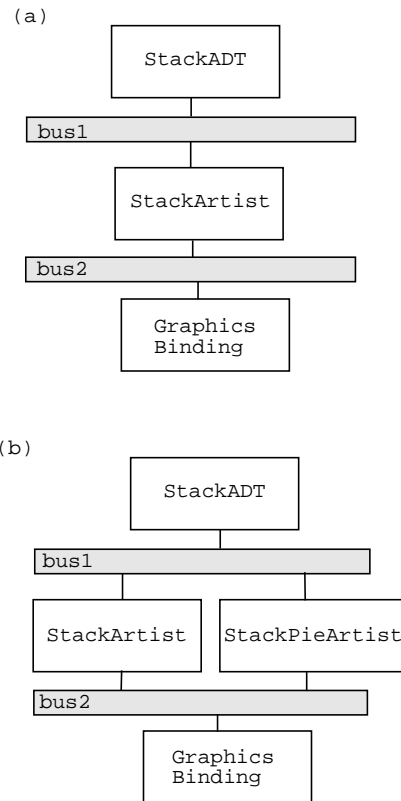 (a)
StackADT
bus1
StackArtist
bus2
Graphics
Binding
(b)
StackADT
bus1
StackArtist
StackPieArtist
bus2
Graphics
Binding